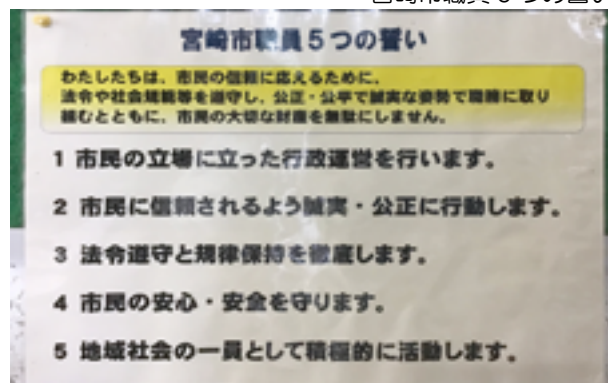 宮崎市職員5つの誓い
わたしたちは、市民の信頼に応えるために、
法令や社会規範等を遵守し、公正・公平で誠実な姿勢で職務に取り
組むとともに、市民の大切な財産を無駄にしません。
1 市民の立場に立った行政運営を行います。
2 市民に信頼されるよう誠実・公正に行動します。
3 法令遵守と規律保持を徹底します。
4 市民の安心・安全を守ります。
5 地域社会の一員として積極的に活動します。